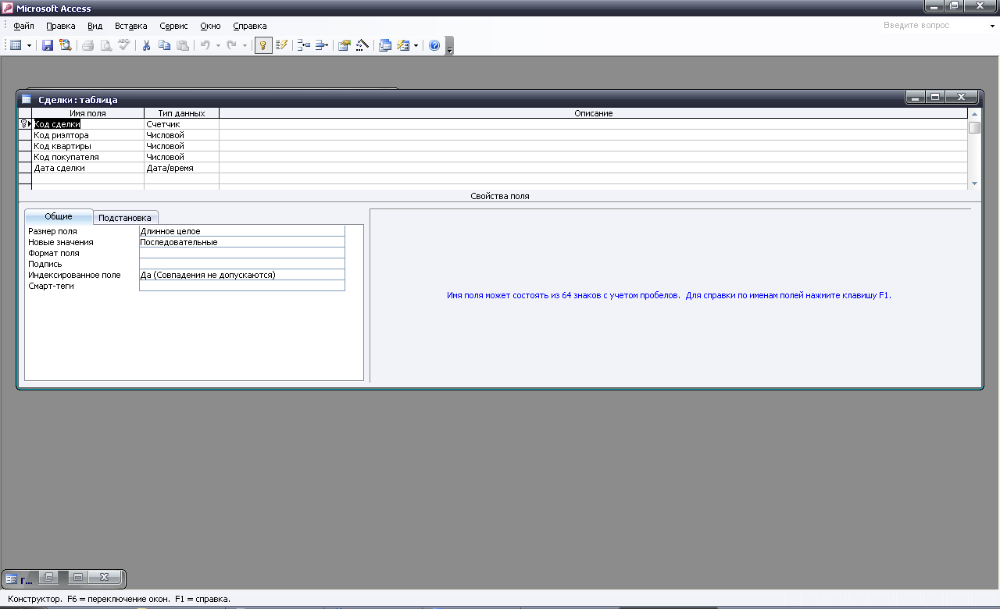 Microsoft Access
Файл Правка Вид Вставка Сервис Окно Справка Введите вопрос
Сделки : таблица
Имя поля Тип данных Описание
Код сделки Счетчик
Код риэлтора Числовой
Код квартиры Числовой
Код покупателя Числовой
Дата сделки Дата/время
Свойства поля
Общие Подстановка
Размер поля Длинное целое
Новые значения Последовательные
Формат поля
Подпись
Индексированное поле Да (Совпадения не допускаются)
Смарт-теги
Имя поля может состоять из 64 знаков с учетом пробелов. Для справки по именам полей нажмите клавишу F1.
Г...
Конструктор. F6 = переключение окон. F1 = справка.